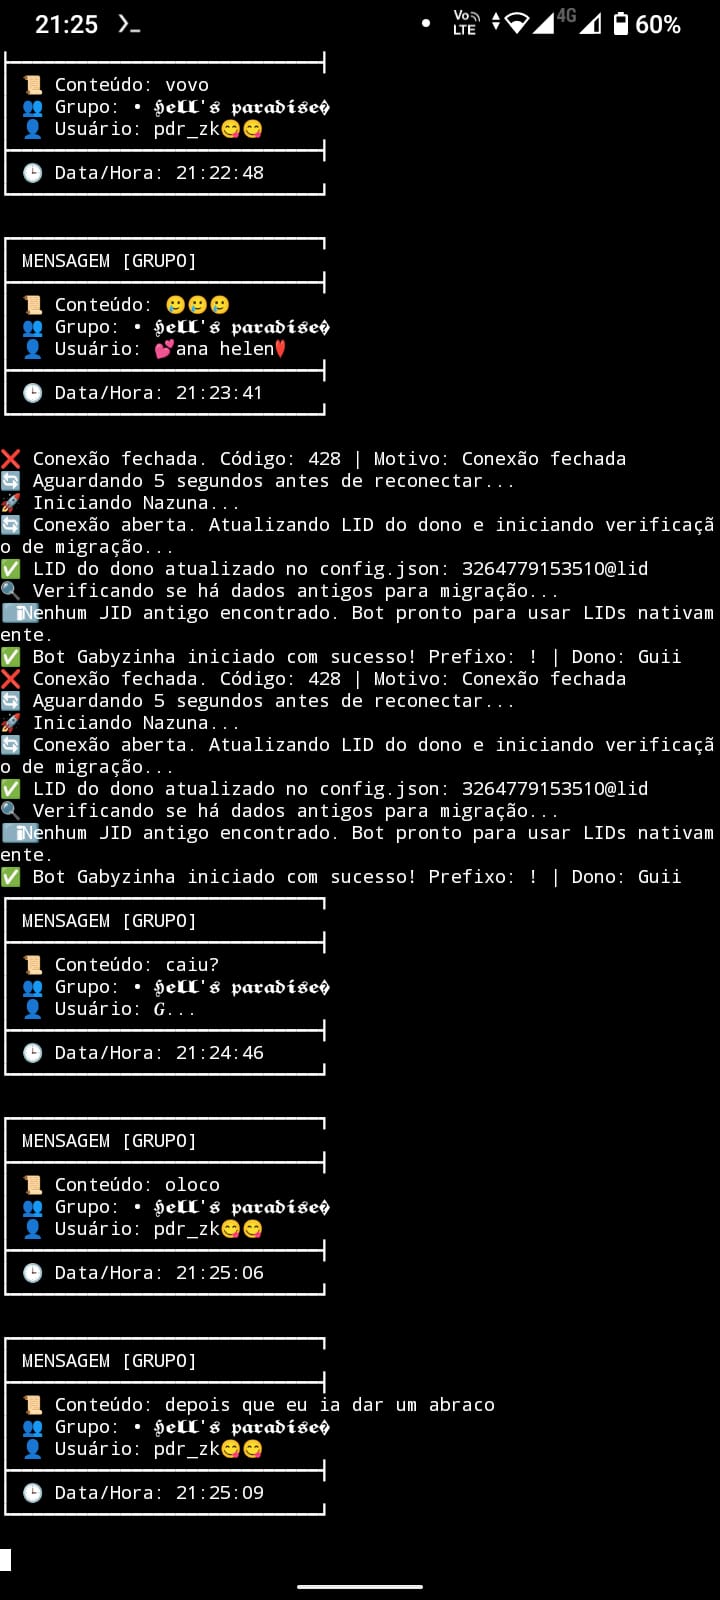 21:25
Vo
LTE
4G
60%
📜 Conteúdo: vovo
👥 Grupo: • 𝖍𝖊𝖑𝖑'𝖘 𝖕𝖆𝖗𝖆𝖉𝖎𝖘𝖊�
👤 Usuário: pdr_zk😋😋
🕒 Data/Hora: 21:22:48
MENSAGEM [GRUPO]
📜 Conteúdo: 🥲🥲🥲
👥 Grupo: • 𝖍𝖊𝖑𝖑'𝖘 𝖕𝖆𝖗𝖆𝖉𝖎𝖘𝖊�
👤 Usuário: 💕ana helen♥
🕒 Data/Hora: 21:23:41
❌ Conexão fechada. Código: 428 | Motivo: Conexão fechada
🔄 Aguardando 5 segundos antes de reconectar...
🚀 Iniciando Nazuna...
🔄 Conexão aberta. Atualizando LID do dono e iniciando verificaçã
o de migração...
✅ LID do dono atualizado no config.json: 3264779153510@lid
🔍 Verificando se há dados antigos para migração...
ℹ️Nenhum JID antigo encontrado. Bot pronto para usar LIDs nativam
ente.
✅ Bot Gabyzinha iniciado com sucesso! Prefixo: ! | Dono: Guii
❌ Conexão fechada. Código: 428 | Motivo: Conexão fechada
🔄 Aguardando 5 segundos antes de reconectar...
🚀 Iniciando Nazuna...
🔄 Conexão aberta. Atualizando LID do dono e iniciando verificaçã
o de migração...
✅ LID do dono atualizado no config.json: 3264779153510@lid
🔍 Verificando se há dados antigos para migração...
ℹ️Nenhum JID antigo encontrado. Bot pronto para usar LIDs nativam
ente.
✅ Bot Gabyzinha iniciado com sucesso! Prefixo: ! | Dono: Guii
MENSAGEM [GRUPO]
📜 Conteúdo: caiu?
👥 Grupo: • 𝖍𝖊𝖑𝖑'𝖘 𝖕𝖆𝖗𝖆𝖉𝖎𝖘𝖊�
👤 Usuário: 𝑮...
🕒 Data/Hora: 21:24:46
MENSAGEM [GRUPO]
📜 Conteúdo: oloco
👥 Grupo: • 𝖍𝖊𝖑𝖑'𝖘 𝖕𝖆𝖗𝖆𝖉𝖎𝖘𝖊�
👤 Usuário: pdr_zk😋😋
🕒 Data/Hora: 21:25:06
MENSAGEM [GRUPO]
📜 Conteúdo: depois que eu ia dar um abraco
👥 Grupo: • 𝖍𝖊𝖑𝖑'𝖘 𝖕𝖆𝖗𝖆𝖉𝖎𝖘𝖊�
👤 Usuário: pdr_zk😋😋
🕒 Data/Hora: 21:25:09